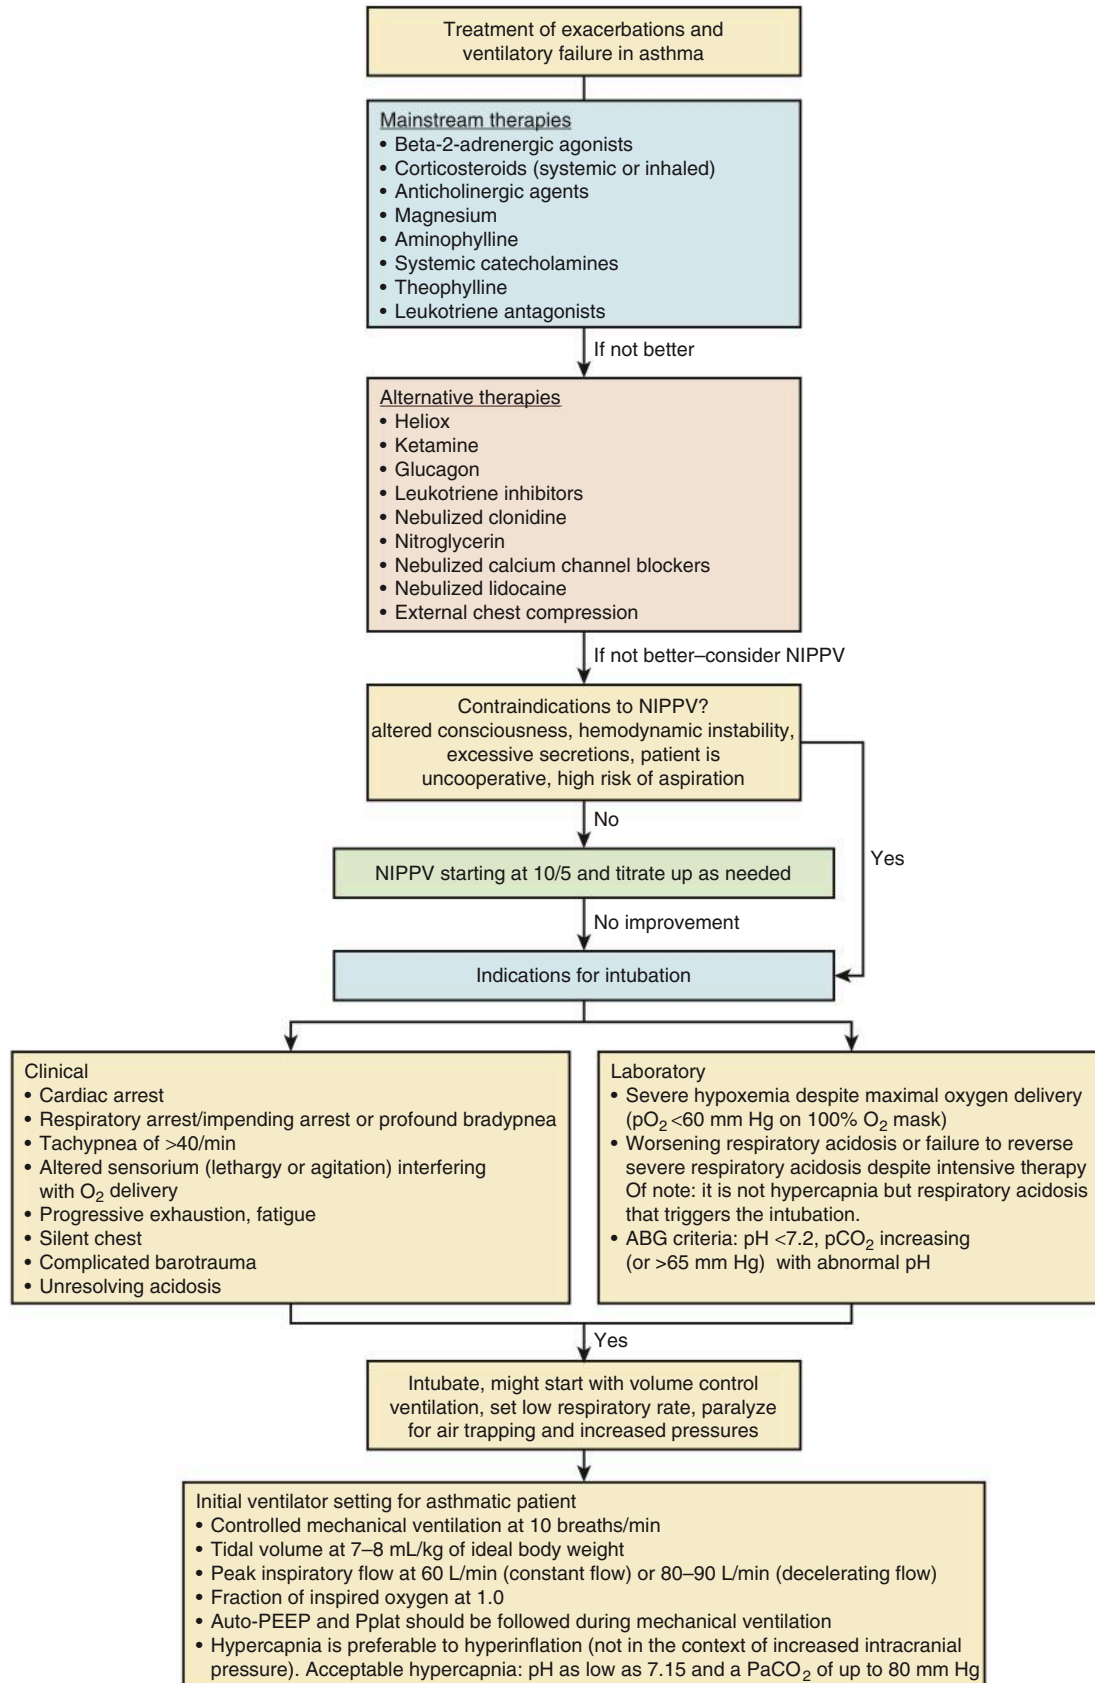 Treatment of exacerbations and
ventilatory failure in asthma
Mainstream therapies
• Beta-2-adrenergic agonists
• Corticosteroids (systemic or inhaled)
• Anticholinergic agents
• Magnesium
• Aminophylline
• Systemic catecholamines
• Theophylline
• Leukotriene antagonists
If not better
Alternative therapies
• Heliox
• Ketamine
• Glucagon
• Leukotriene inhibitors
• Nebulized clonidine
• Nitroglycerin
• Nebulized calcium channel blockers
• Nebulized lidocaine
• External chest compression
If not better–consider NIPPV
Contraindications to NIPPV?
altered consciousness, hemodynamic instability,
excessive secretions, patient is
uncooperative, high risk of aspiration
No
Yes
NIPPV starting at 10/5 and titrate up as needed
No improvement
Indications for intubation
Clinical
• Cardiac arrest
• Respiratory arrest/impending arrest or profound bradypnea
• Tachypnea of >40/min
• Altered sensorium (lethargy or agitation) interfering
with O₂ delivery
• Progressive exhaustion, fatigue
• Silent chest
• Complicated barotrauma
• Unresolving acidosis
Laboratory
• Severe hypoxemia despite maximal oxygen delivery
(pO₂ <60 mm Hg on 100% O₂ mask)
• Worsening respiratory acidosis or failure to reverse
severe respiratory acidosis despite intensive therapy
Of note: it is not hypercapnia but respiratory acidosis
that triggers the intubation.
• ABG criteria: pH <7.2, pCO₂ increasing
(or >65 mm Hg) with abnormal pH
Yes
Intubate, might start with volume control
ventilation, set low respiratory rate, paralyze
for air trapping and increased pressures
Initial ventilator setting for asthmatic patient
• Controlled mechanical ventilation at 10 breaths/min
• Tidal volume at 7–8 mL/kg of ideal body weight
• Peak inspiratory flow at 60 L/min (constant flow) or 80–90 L/min (decelerating flow)
• Fraction of inspired oxygen at 1.0
• Auto-PEEP and Pplat should be followed during mechanical ventilation
• Hypercapnia is preferable to hyperinflation (not in the context of increased intracranial
pressure). Acceptable hypercapnia: pH as low as 7.15 and a PaCO₂ of up to 80 mm Hg